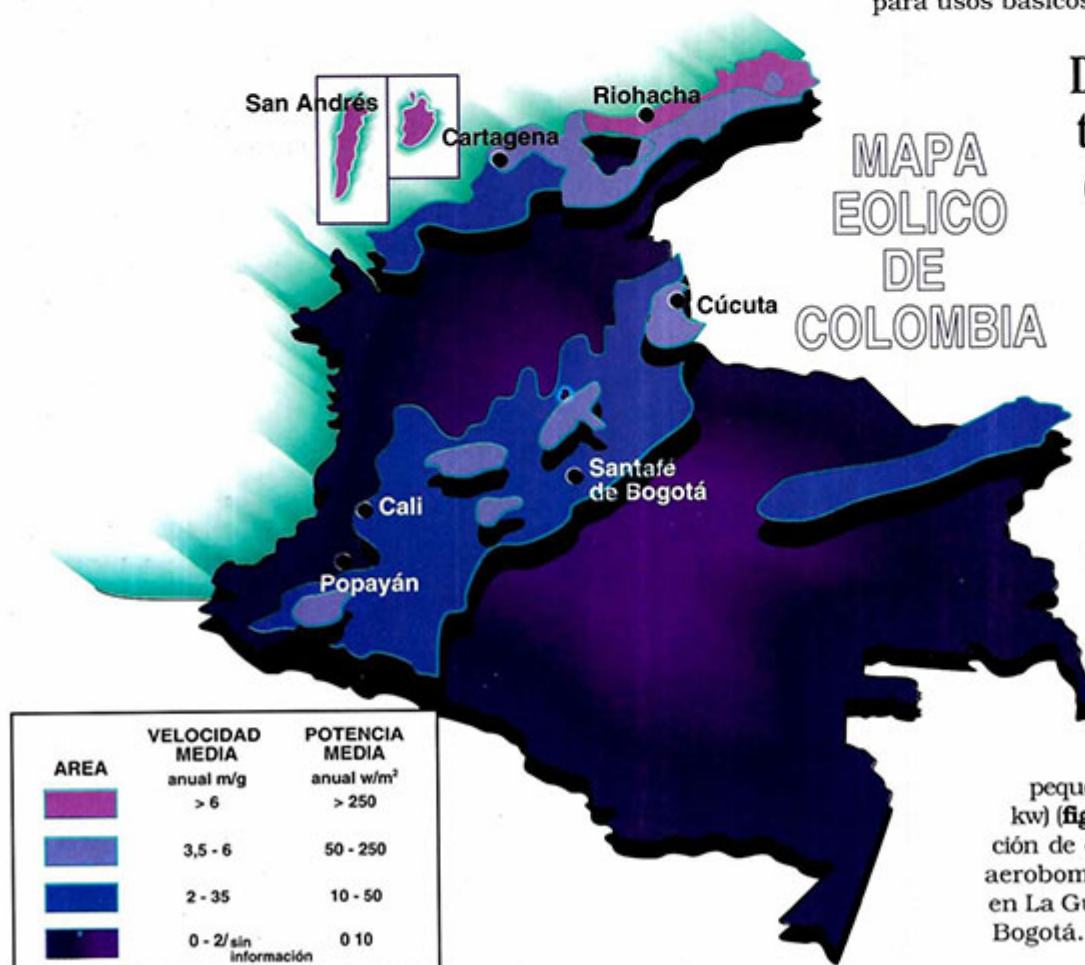 para usos básicos
MAPA
EOLICO
DE
COLOMBIA
San Andrés
Cartagena
Riohacha
Cúcuta
Santafé
de Bogotá
Cali
Popayán
AREA
VELOCIDAD
MEDIA
anual m/g
POTENCIA
MEDIA
anual w/m²
> 6
> 250
3,5 - 6
50 - 250
2 - 35
10 - 50
0 - 2/ sin
información
0 10
kw) (fig
ción de
en La
Bogotá.